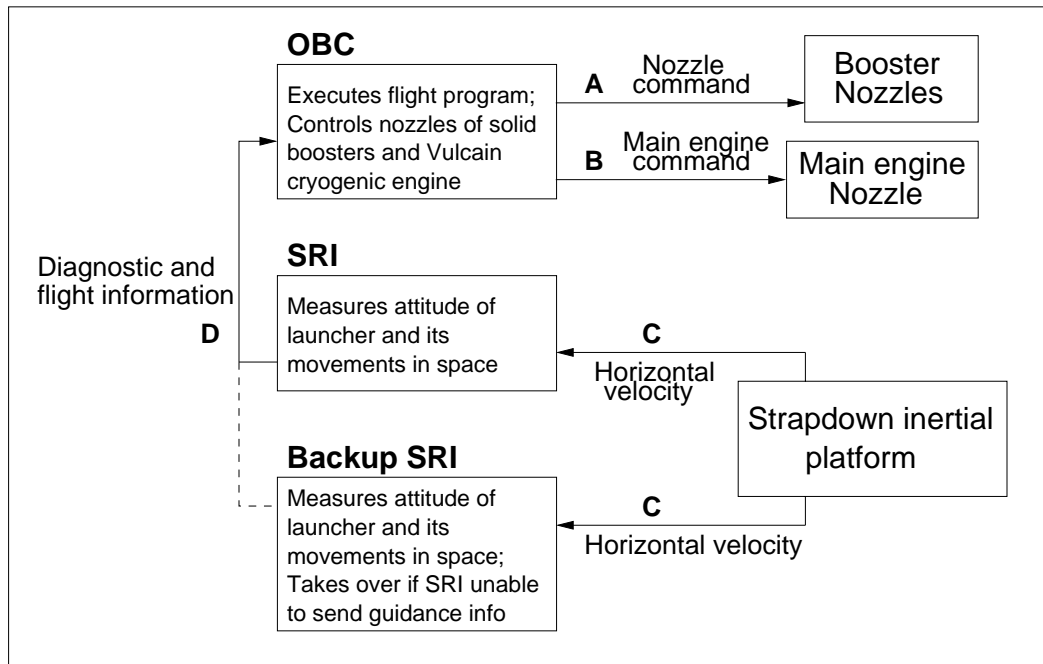 OBC
Executes flight program;
Controls nozzles of solid
boosters and Vulcain
cryogenic engine
A
Nozzle
command
Booster
Nozzles
B
Main engine
command
Main engine
Nozzle
Diagnostic and
flight information
D
SRI
Measures attitude of
launcher and its
movements in space
C
Horizontal
velocity
Strapdown inertial
platform
Backup SRI
Measures attitude of
launcher and its
movements in space;
Takes over if SRI unable
to send guidance info
C
Horizontal velocity